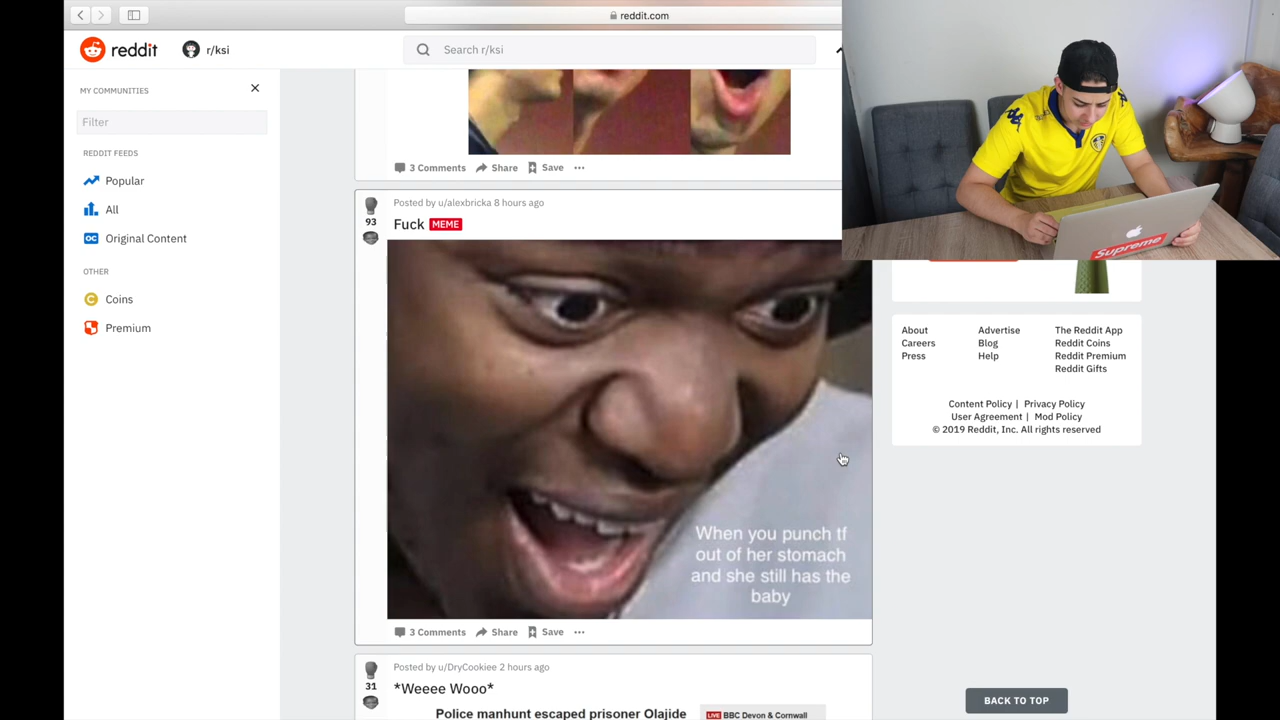 reddit.com
reddit
r/ksi
Search r/ksi
MY COMMUNITIES
Filter
REDDIT FEEDS
Popular
All
OC Original Content
OTHER
C Coins
Premium
3 Comments Share Save
93
Posted by u/alexbricka 8 hours ago
Fuck MEME
When you punch tf
out of her stomach
and she still has the
baby
3 Comments Share Save
31
Posted by u/DryCookiee 2 hours ago
*Weeee Wooo*
Police manhunt escaped prisoner Olajide
LIVE BBC Devon & Cornwall
Supreme
About Advertise The Reddit App
Careers Blog Reddit Coins
Press Help Reddit Premium
Reddit Gifts
Content Policy | Privacy Policy
User Agreement | Mod Policy
© 2019 Reddit, Inc. All rights reserved
BACK TO TOP